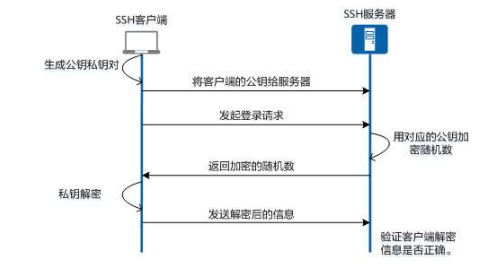 SSH客户端
SSH服务器
生成公钥私钥对
将客户端的公钥给服务器
发起登录请求
用对应的公钥加
密随机数
返回加密的随机数
私钥解密
发送解密后的信息
验证客户端解密
信息是否正确。